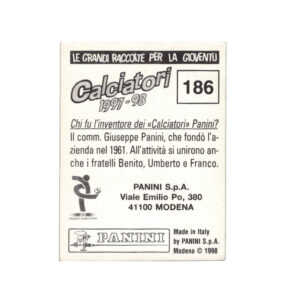 LE GRANDI RACCOLTE PER LA GIOVENTÙ
Calciatori
1997-98
186
Chi fu l'inventore dei «Calciatori» Panini?
Il comm. Giuseppe Panini, che fondò l'a-
zienda nel 1961. All'attività si unirono an-
che i fratelli Benito, Umberto e Franco.
PANINI S.p.A.
Viale Emilio Po, 380
41100 MODENA
PANINI
Made in Italy
by PANINI S.p.A.
Modena © 1998